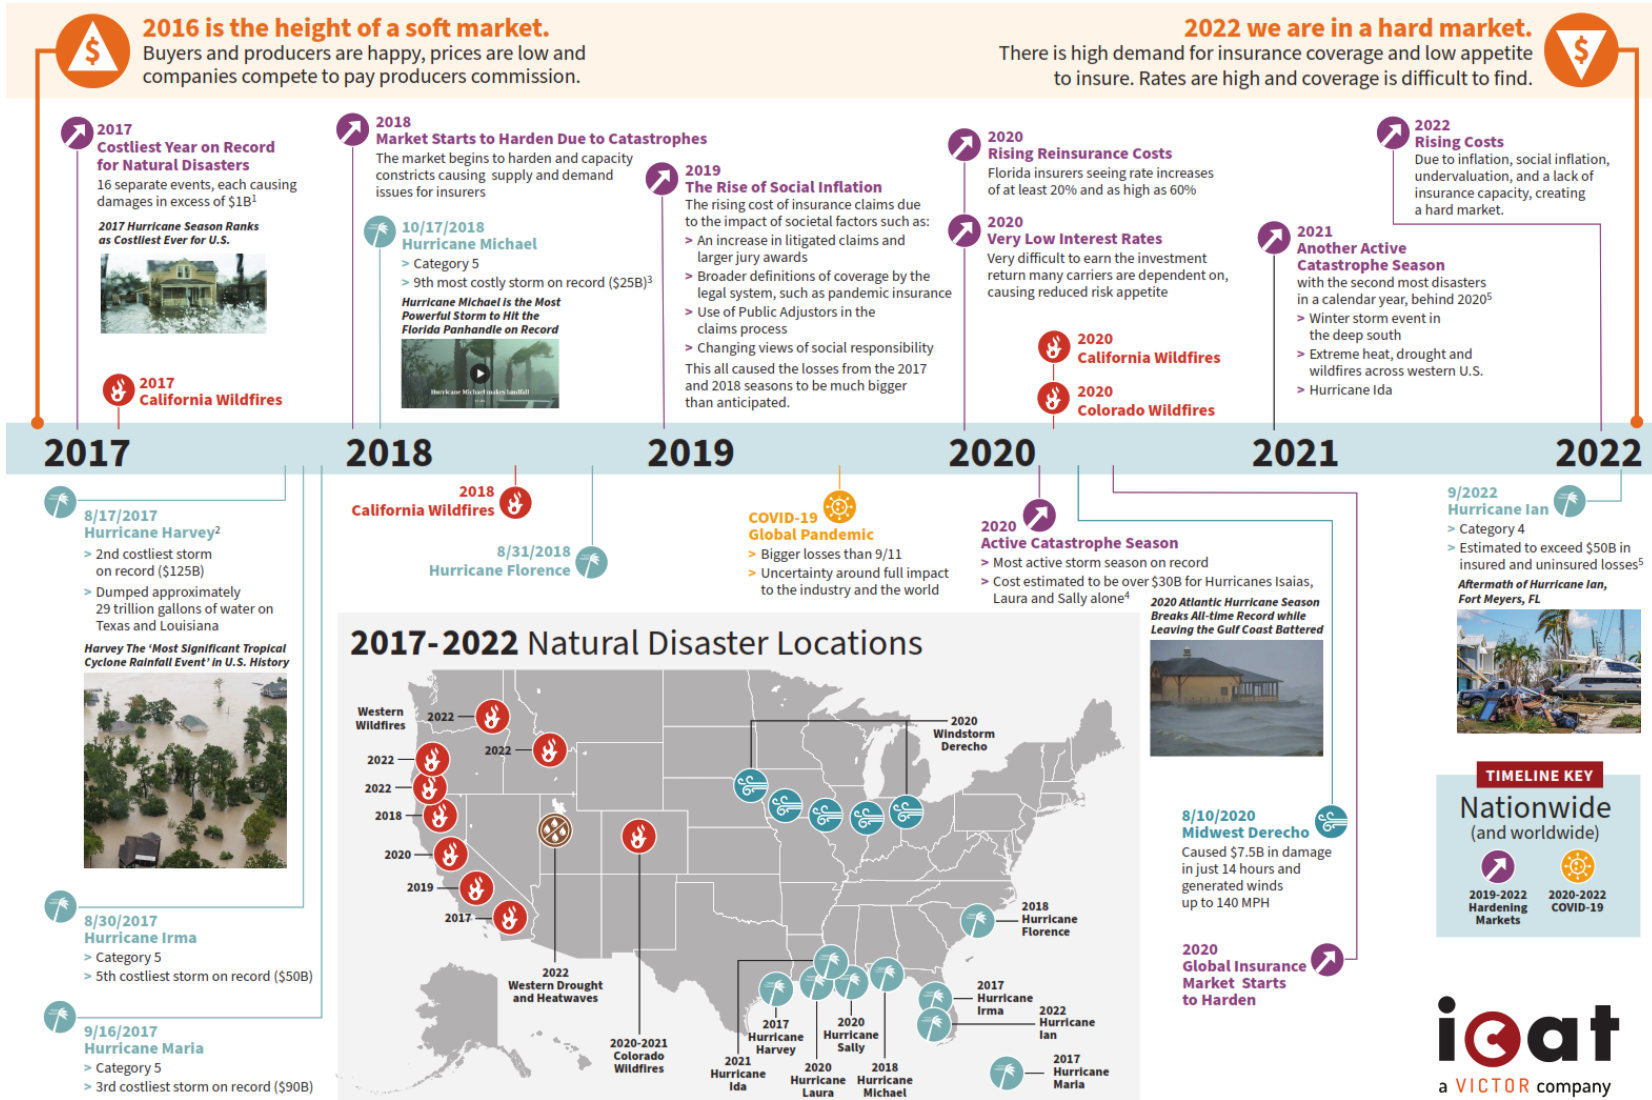 2016 is the height of a soft market.
Buyers and producers are happy, prices are low and
companies compete to pay producers commission.
2022 we are in a hard market.
There is high demand for insurance coverage and low appetite
to insure. Rates are high and coverage is difficult to find.
2017
Costliest Year on Record
for Natural Disasters
16 separate events, each causing
damages in excess of $1B1
2017 Hurricane Season Ranks
as Costliest Ever for U.S.
2017
California Wildfires
2018
Market Starts to Harden Due to Catastrophes
The market begins to harden and capacity
constricts causing supply and demand
issues for insurers
10/17/2018
Hurricane Michael
> Category 5
> 9th most costly storm on record ($25B)3
Hurricane Michael is the Most
Powerful Storm to Hit the
Florida Panhandle on Record
Hurricane Michael makes landfall
2019
The Rise of Social Inflation
The rising cost of insurance claims due
to the impact of societal factors such as:
> An increase in litigated claims and
larger jury awards
> Broader definitions of coverage by the
legal system, such as pandemic insurance
> Use of Public Adjustors in the
claims process
> Changing views of social responsibility
This all caused the losses from the 2017
and 2018 seasons to be much bigger
than anticipated.
2020
Rising Reinsurance Costs
Florida insurers seeing rate increases
of at least 20% and as high as 60%
2020
Very Low Interest Rates
Very difficult to earn the investment
return many carriers are dependent on,
causing reduced risk appetite
2020
California Wildfires
2020
Colorado Wildfires
2021
Another Active
Catastrophe Season
with the second most disasters
in a calendar year, behind 20205
> Winter storm event in
the deep south
> Extreme heat, drought and
wildfires across western U.S.
> Hurricane Ida
2022
Rising Costs
Due to inflation, social inflation,
undervaluation, and a lack of
insurance capacity, creating
a hard market.
2017 2018 2019 2020 2021 2022
8/17/2017
Hurricane Harvey2
> 2nd costliest storm
on record ($125B)
> Dumped approximately
29 trillion gallons of water on
Texas and Louisiana
Harvey The ‘Most Significant Tropical
Cyclone Rainfall Event’ in U.S. History
8/30/2017
Hurricane Irma
> Category 5
> 5th costliest storm on record ($50B)
9/16/2017
Hurricane Maria
> Category 5
> 3rd costliest storm on record ($90B)
2018
California Wildfires
8/31/2018
Hurricane Florence
COVID-19
Global Pandemic
> Bigger losses than 9/11
> Uncertainty around full impact
to the industry and the world
2020
Active Catastrophe Season
> Most active storm season on record
> Cost estimated to be over $30B for Hurricanes Isaias,
Laura and Sally alone4
2020 Atlantic Hurricane Season
Breaks All-time Record while
Leaving the Gulf Coast Battered
8/10/2020
Midwest Derecho
Caused $7.5B in damage
in just 14 hours and
generated winds
up to 140 MPH
2020
Global Insurance
Market Starts
to Harden
9/2022
Hurricane Ian
> Category 4
> Estimated to exceed $50B in
insured and uninsured losses5
Aftermath of Hurricane Ian,
Fort Meyers, FL
2017-2022 Natural Disaster Locations
Western
Wildfires
2022
2022
2022
2022
2018
2020
2019
2017
2022
Western Drought
and Heatwaves
2020-2021
Colorado
Wildfires
2020
Windstorm
Derecho
2018
Hurricane
Florence
2017
Hurricane
Irma
2022
Hurricane
Ian
2017
Hurricane
Maria
2021
Hurricane
Ida
2017
Hurricane
Harvey
2020
Hurricane
Laura
2020
Hurricane
Sally
2018
Hurricane
Michael
TIMELINE KEY
Nationwide
(and worldwide)
2019-2022
Hardening
Markets
2020-2022
COVID-19
icat
a VICTOR company